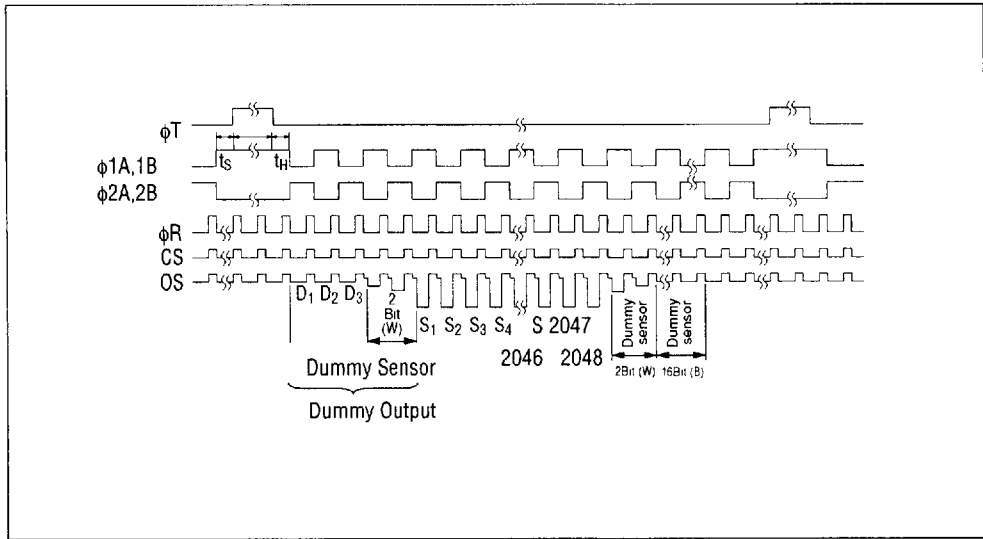 φT
tS tH
φ1A,1B
φ2A,2B
φR
CS
OS
D1 D2 D3 2 Bit (W) S1 S2 S3 S4 S 2047
2046 2048
Dummy sensor Dummy sensor
2Bit (W) 16Bit (B)
Dummy Sensor
Dummy Output